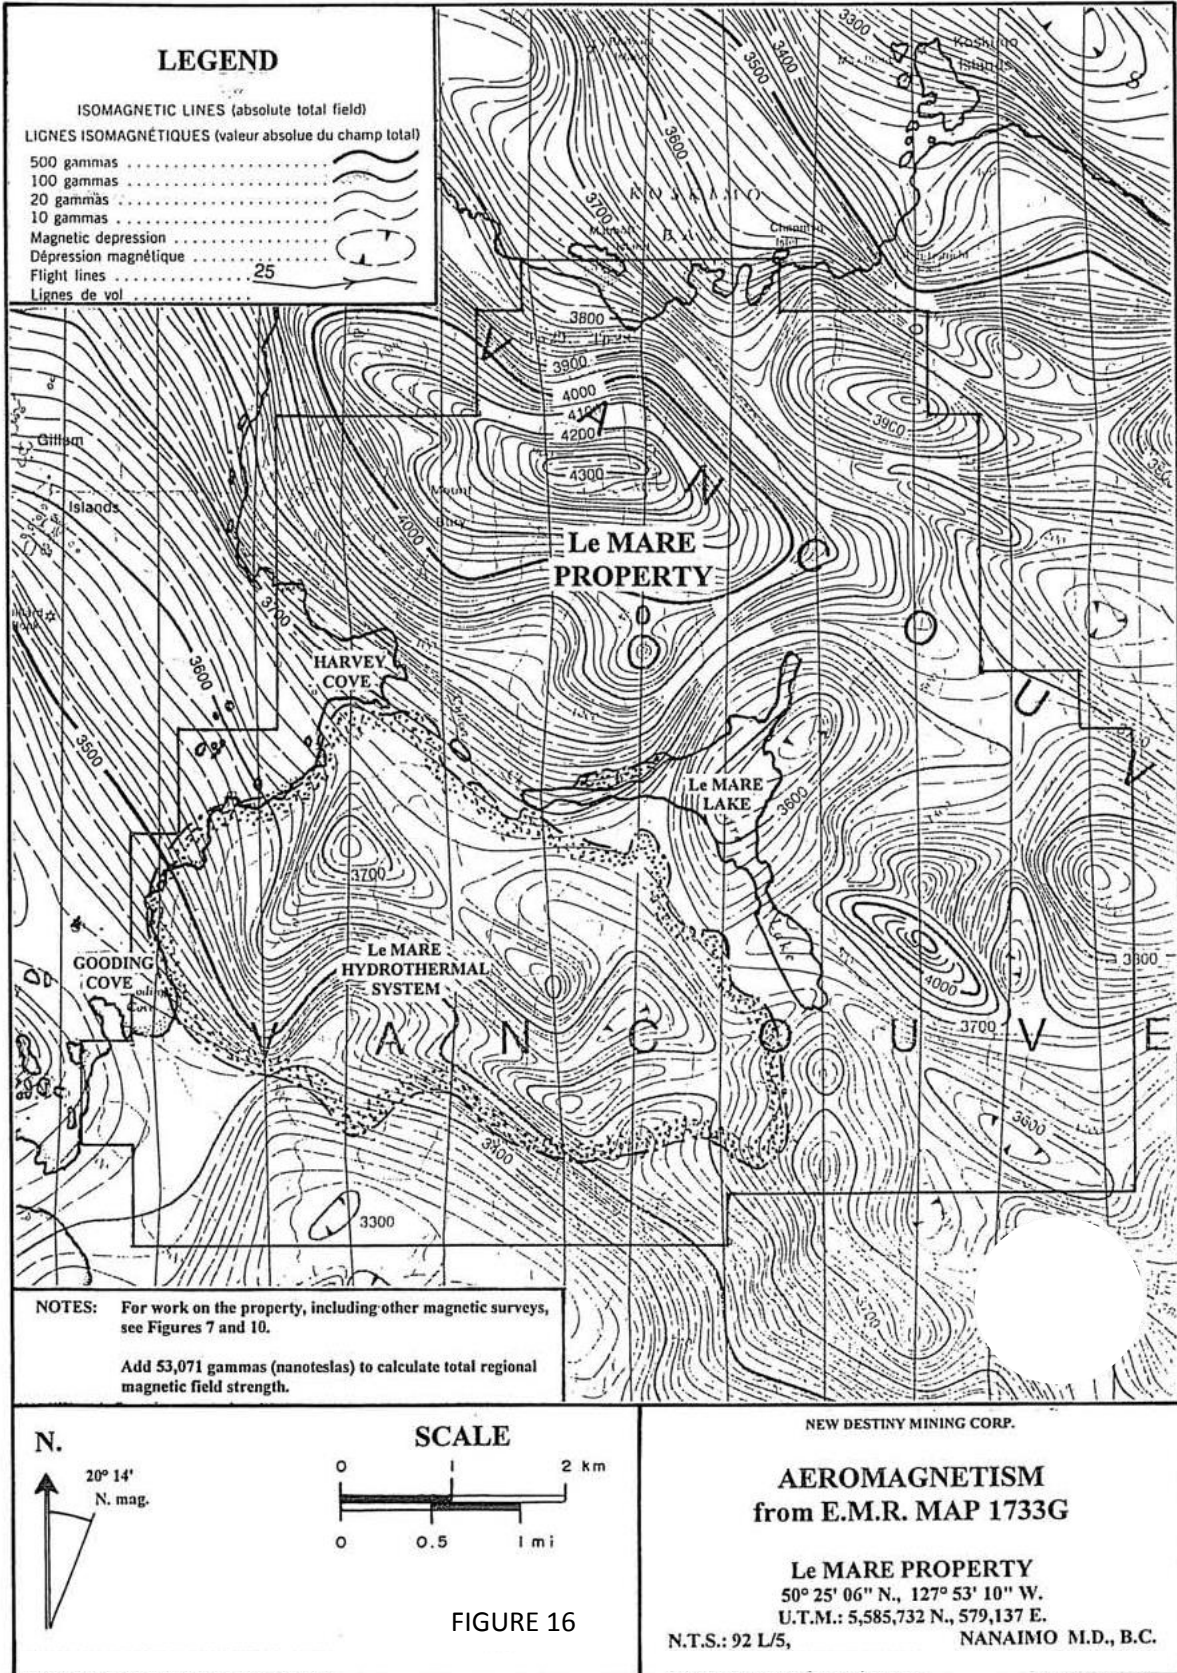 LEGEND
ISOMAGNETIC LINES (absolute total field)
LIGNES ISOMAGNÉTIQUES (valeur absolue du champ total)
500 gammas
100 gammas
20 gammas
10 gammas
Magnetic depression
Dépression magnétique
Flight lines 25
Lignes de vol
3300
Koskimo
Islands
3400
3500
3600
KOSKIMO
3700
BAY
3800
3900
4000
4200
4300
3900
Gillum
Islands
Mount
4000
V A N C O U V
Le MARE
PROPERTY
3700
3600
HARVEY
COVE
3500
Le MARE
LAKE
3600
3700
Le MARE
HYDROTHERMAL
SYSTEM
GOODING
COVE
4000
3700
V A N C O U V E
3600
3400
3300
NOTES: For work on the property, including other magnetic surveys,
see Figures 7 and 10.
Add 53,071 gammas (nanoteslas) to calculate total regional
magnetic field strength.
N.
20° 14'
N. mag.
SCALE
0 1 2 km
0 0.5 1 mi
FIGURE 16
NEW DESTINY MINING CORP.
AEROMAGNETISM
from E.M.R. MAP 1733G
Le MARE PROPERTY
50° 25' 06" N., 127° 53' 10" W.
U.T.M.: 5,585,732 N., 579,137 E.
N.T.S.: 92 L/5, NANAIMO M.D., B.C.